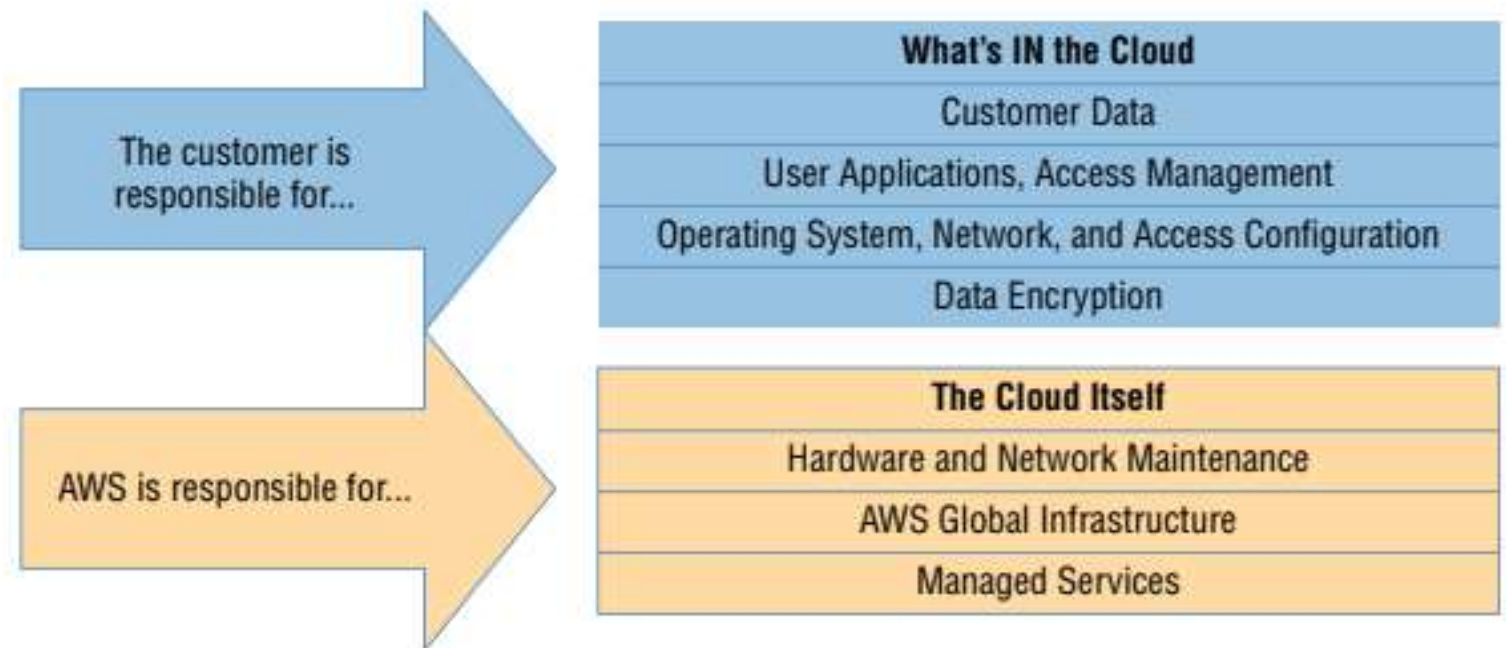 The customer is
responsible for...
What's IN the Cloud
Customer Data
User Applications, Access Management
Operating System, Network, and Access Configuration
Data Encryption
AWS is responsible for...
The Cloud Itself
Hardware and Network Maintenance
AWS Global Infrastructure
Managed Services